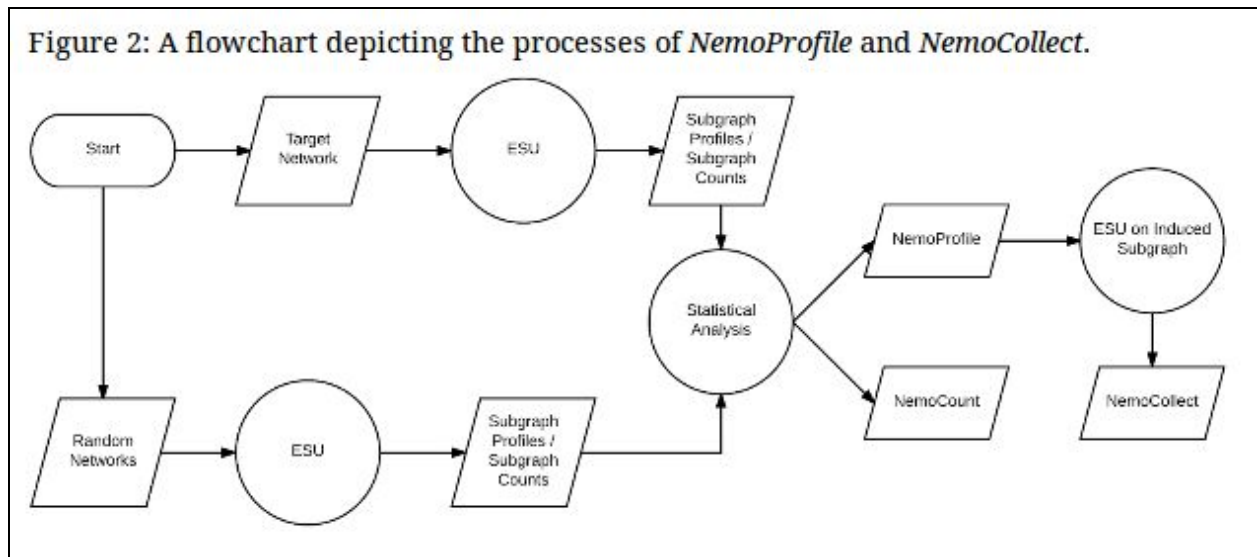 Figure 2: A flowchart depicting the processes of NemoProfile and NemoCollect.
Start
Target
Network
ESU
Subgraph
Profiles /
Subgraph
Counts
NemoProfile
ESU on Induced
Subgraph
Statistical
Analysis
NemoCount
NemoCollect
Random
Networks
ESU
Subgraph
Profiles /
Subgraph
Counts